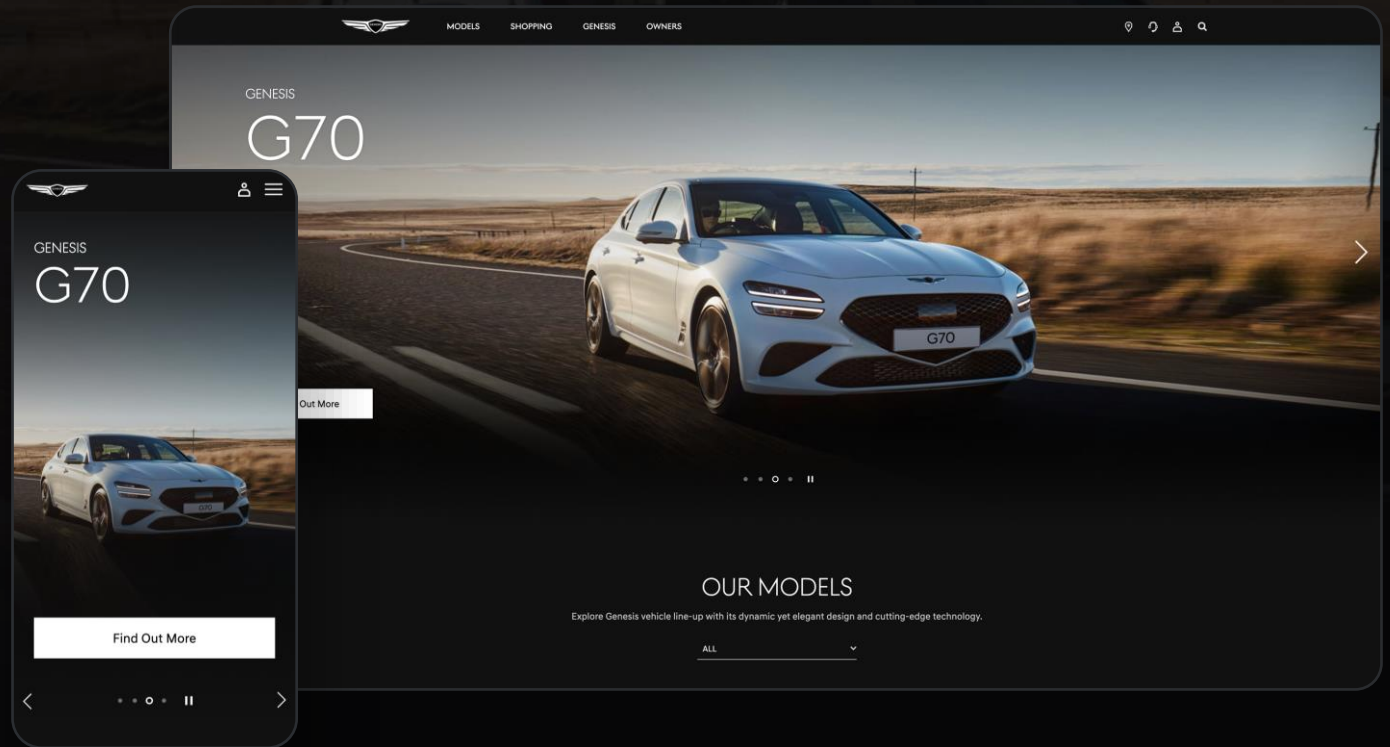 MODELS SHOPPING GENESIS OWNERS
GENESIS
G70
G70
Out More
OUR MODELS
Explore Genesis vehicle line-up with its dynamic yet elegant design and cutting-edge technology.
ALL
GENESIS
G70
G70
Find Out More